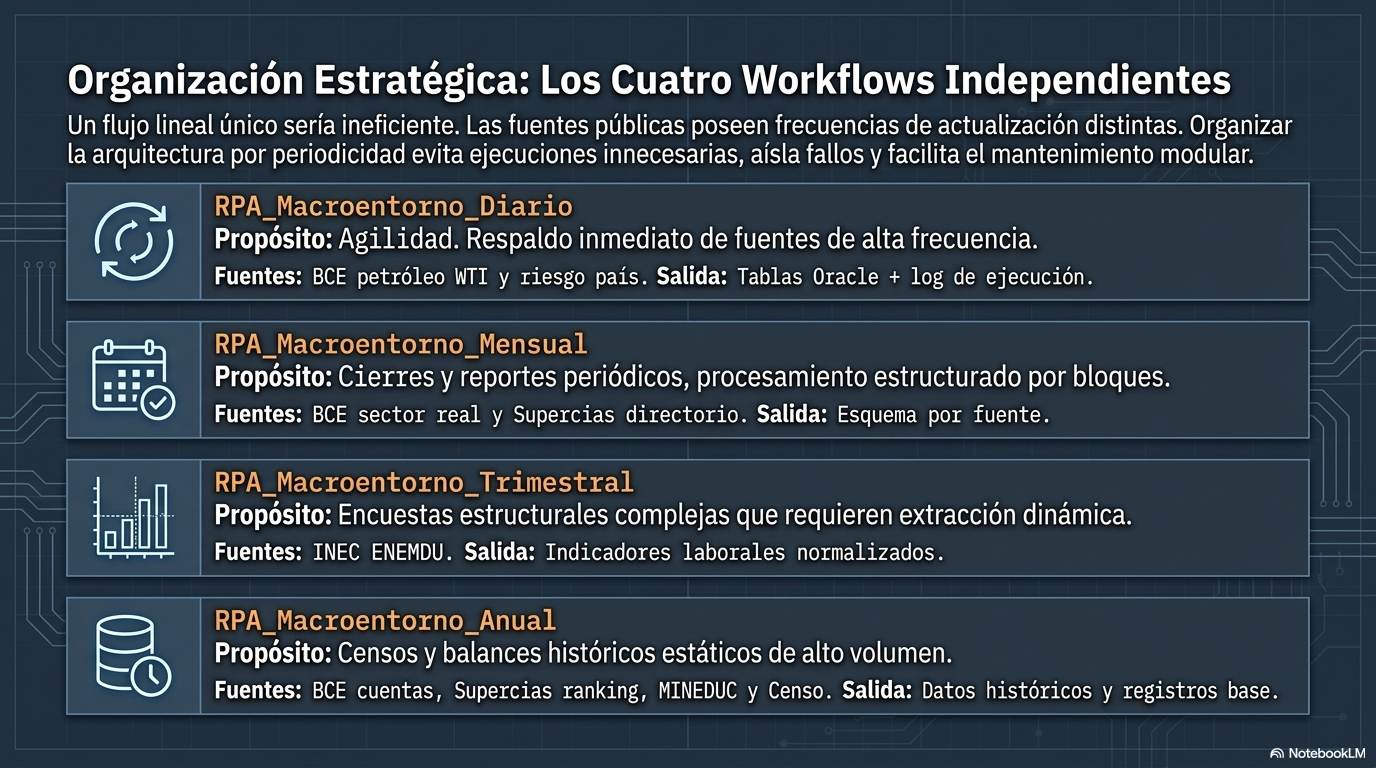 Organización Estratégica: Los Cuatro Workflows Independientes
Un flujo lineal único sería ineficiente. Las fuentes públicas poseen frecuencias de actualización distintas. Organizar
la arquitectura por periodicidad evita ejecuciones innecesarias, aísla fallos y facilita el mantenimiento modular.
RPA_Macroentorno_Diario
Propósito: Agilidad. Respaldo inmediato de fuentes de alta frecuencia.
Fuentes: BCE petróleo WTI y riesgo país. Salida: Tablas Oracle + log de ejecución.
RPA_Macroentorno_Mensual
Propósito: Cierres y reportes periódicos, procesamiento estructurado por bloques.
Fuentes: BCE sector real y Supercias directorio. Salida: Esquema por fuente.
RPA_Macroentorno_Trimestral
Propósito: Encuestas estructurales complejas que requieren extracción dinámica.
Fuentes: INEC ENEMDU. Salida: Indicadores laborales normalizados.
RPA_Macroentorno_Anual
Propósito: Censos y balances históricos estáticos de alto volumen.
Fuentes: BCE cuentas, Supercias ranking, MINEDUC y Censo. Salida: Datos históricos y registros base.
NotebookLM